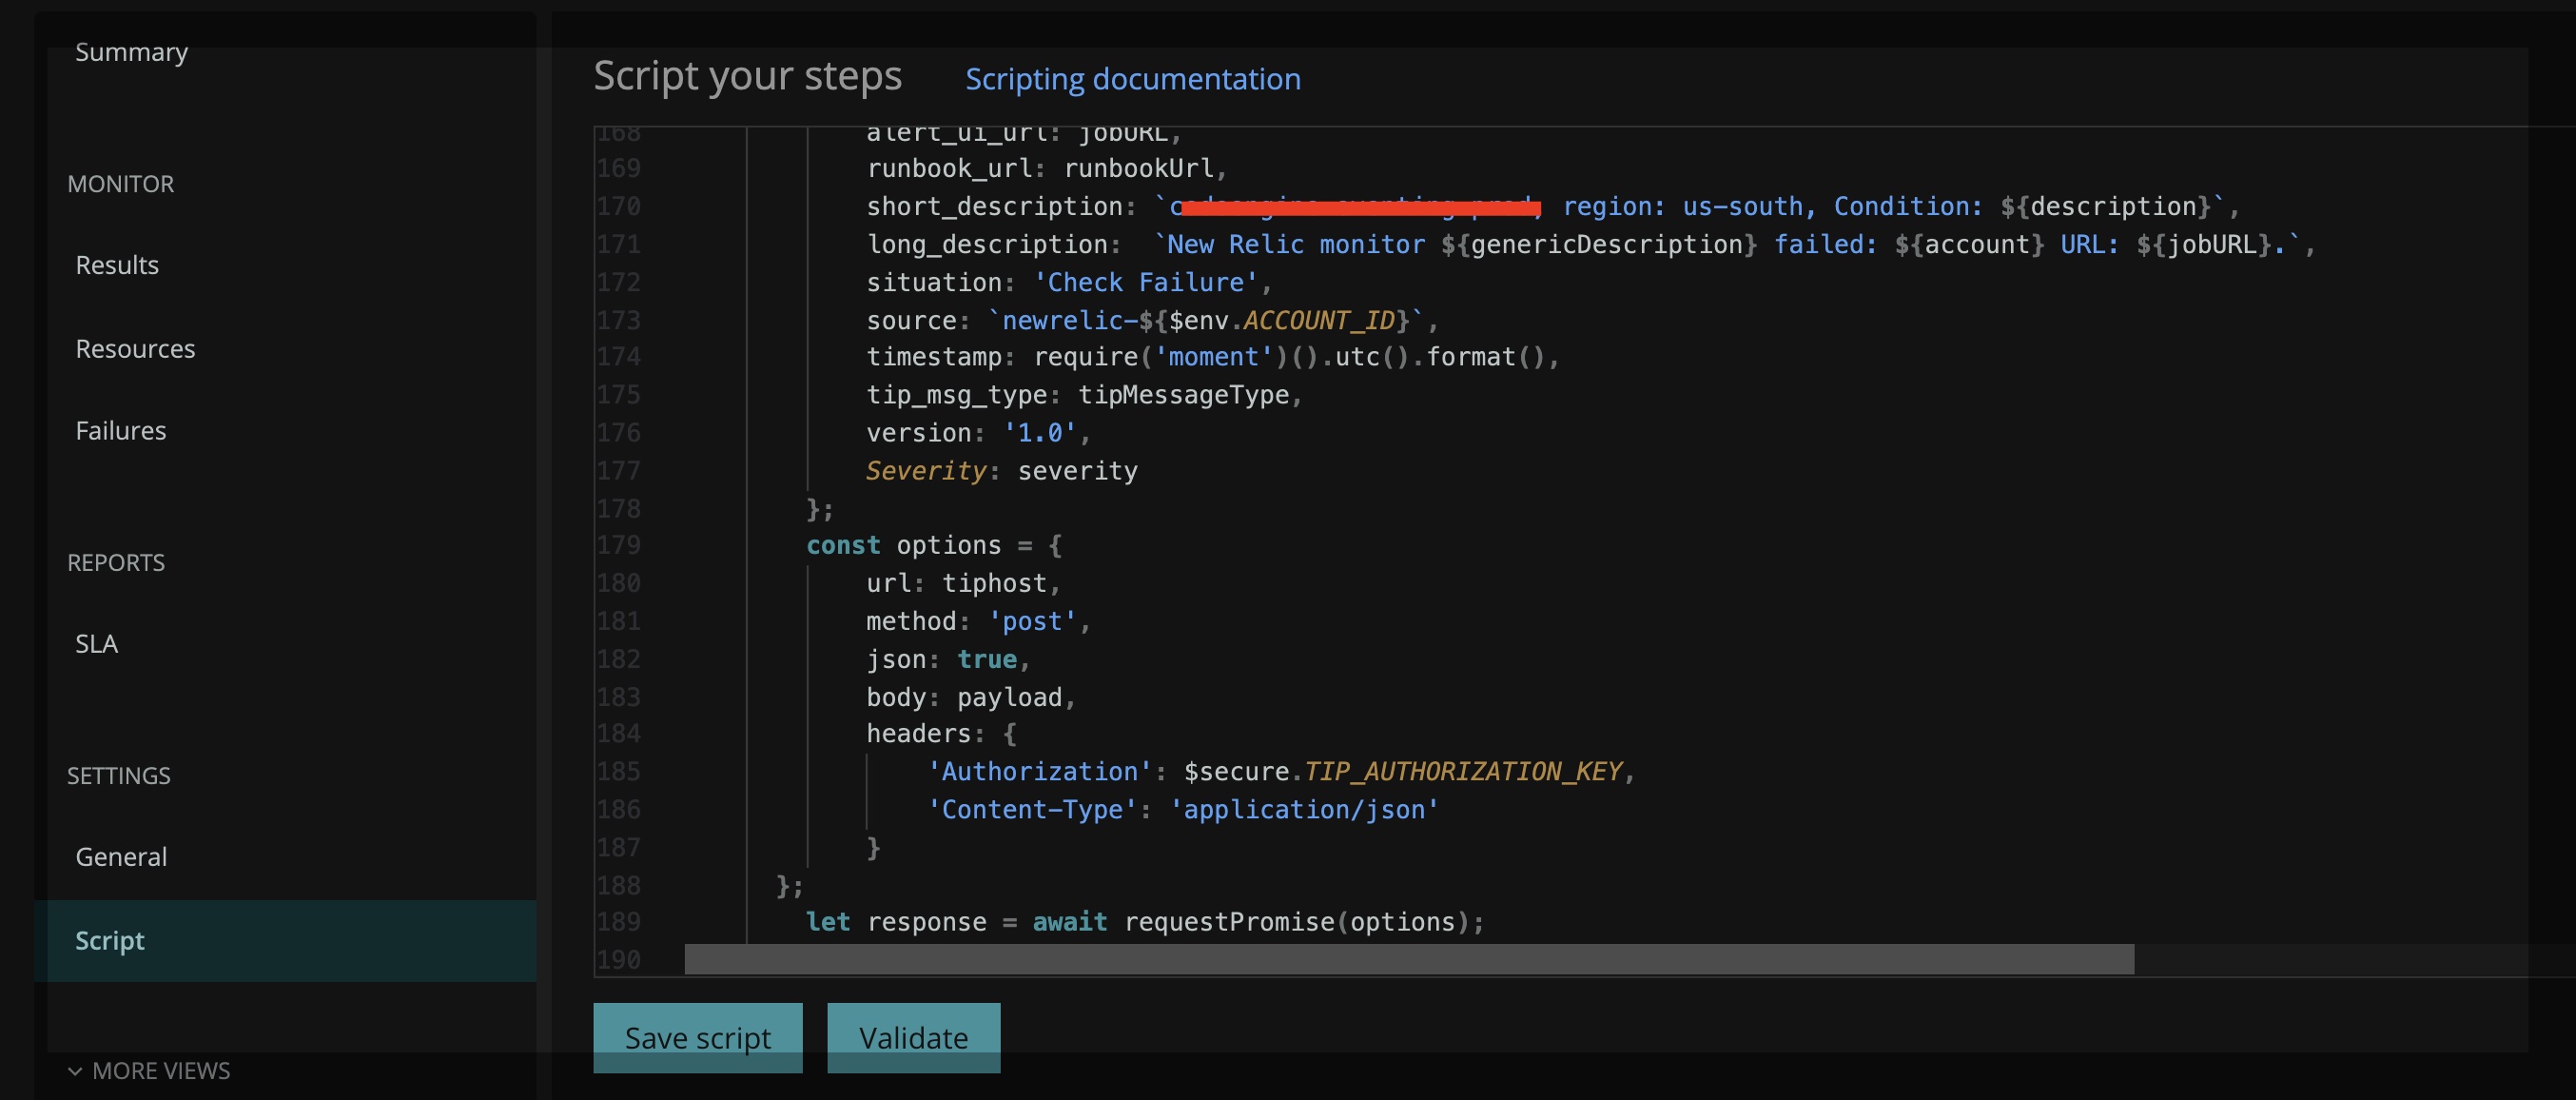 Summary
MONITOR
Results
Resources
Failures
REPORTS
SLA
SETTINGS
General
Script
MORE VIEWS
Script your steps Scripting documentation
168 alert_ui_url: jobURL,
169 runbook_url: runbookUrl,
170 short_description: ` region: us-south, Condition: ${description}`,
171 long_description:  `New Relic monitor ${genericDescription} failed: ${account} URL: ${jobURL}.`,
172 situation: 'Check Failure',
173 source: `newrelic-${$env.ACCOUNT_ID}`,
174 timestamp: require('moment')().utc().format(),
175 tip_msg_type: tipMessageType,
176 version: '1.0',
177 Severity: severity
178 };
179 const options = {
180 url: tiphost,
181 method: 'post',
182 json: true,
183 body: payload,
184 headers: {
185 'Authorization': $secure.TIP_AUTHORIZATION_KEY,
186 'Content-Type': 'application/json'
187 }
188 };
189 let response = await requestPromise(options);
190
Save script Validate